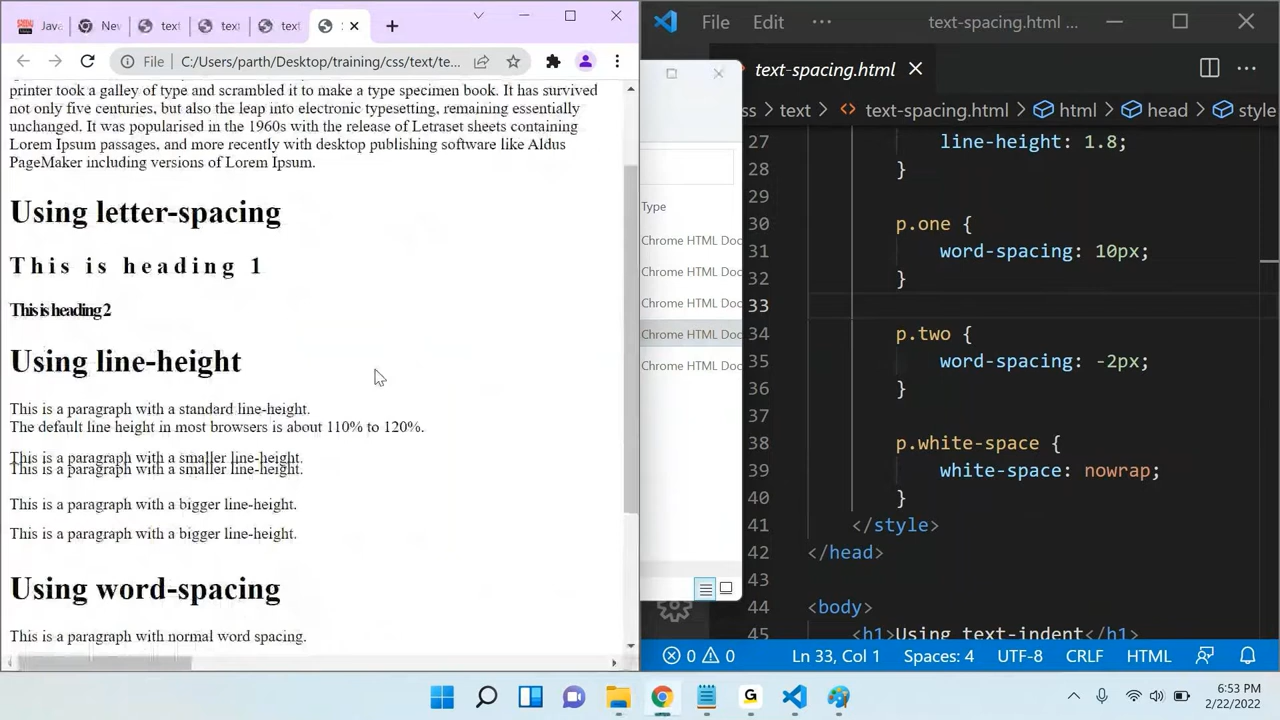 Java
Nev
text
text
text
File
C:/Users/parth/Desktop/training/css/text/te...
printer took a galley of type and scrambled it to make a type specimen book. It has survived
not only five centuries, but also the leap into electronic typesetting, remaining essentially
unchanged. It was popularised in the 1960s with the release of Letraset sheets containing
Lorem Ipsum passages, and more recently with desktop publishing software like Aldus
PageMaker including versions of Lorem Ipsum.
Using letter-spacing
This is heading 1
This is heading 2
Using line-height
This is a paragraph with a standard line-height.
The default line height in most browsers is about 110% to 120%.
This is a paragraph with a smaller line-height.
This is a paragraph with a smaller line-height.
This is a paragraph with a bigger line-height.
This is a paragraph with a bigger line-height.
Using word-spacing
This is a paragraph with normal word spacing.
Type
Chrome HTML Doc
Chrome HTML Doc
Chrome HTML Doc
Chrome HTML Doc
Chrome HTML Doc
File Edit ... text-spacing.html ...
text-spacing.html
ss > text > text-spacing.html > html > head > style
27 line-height: 1.8;
28 }
29
30 p.one {
31 word-spacing: 10px;
32 }
33
34 p.two {
35 word-spacing: -2px;
36 }
37
38 p.white-space {
39 white-space: nowrap;
40 }
41 </style>
42 </head>
43
44 <body>
45 <h1>Using text-indent</h1>
0 0 Ln 33, Col 1 Spaces: 4 UTF-8 CRLF HTML
G
6:53 PM
2/22/2022